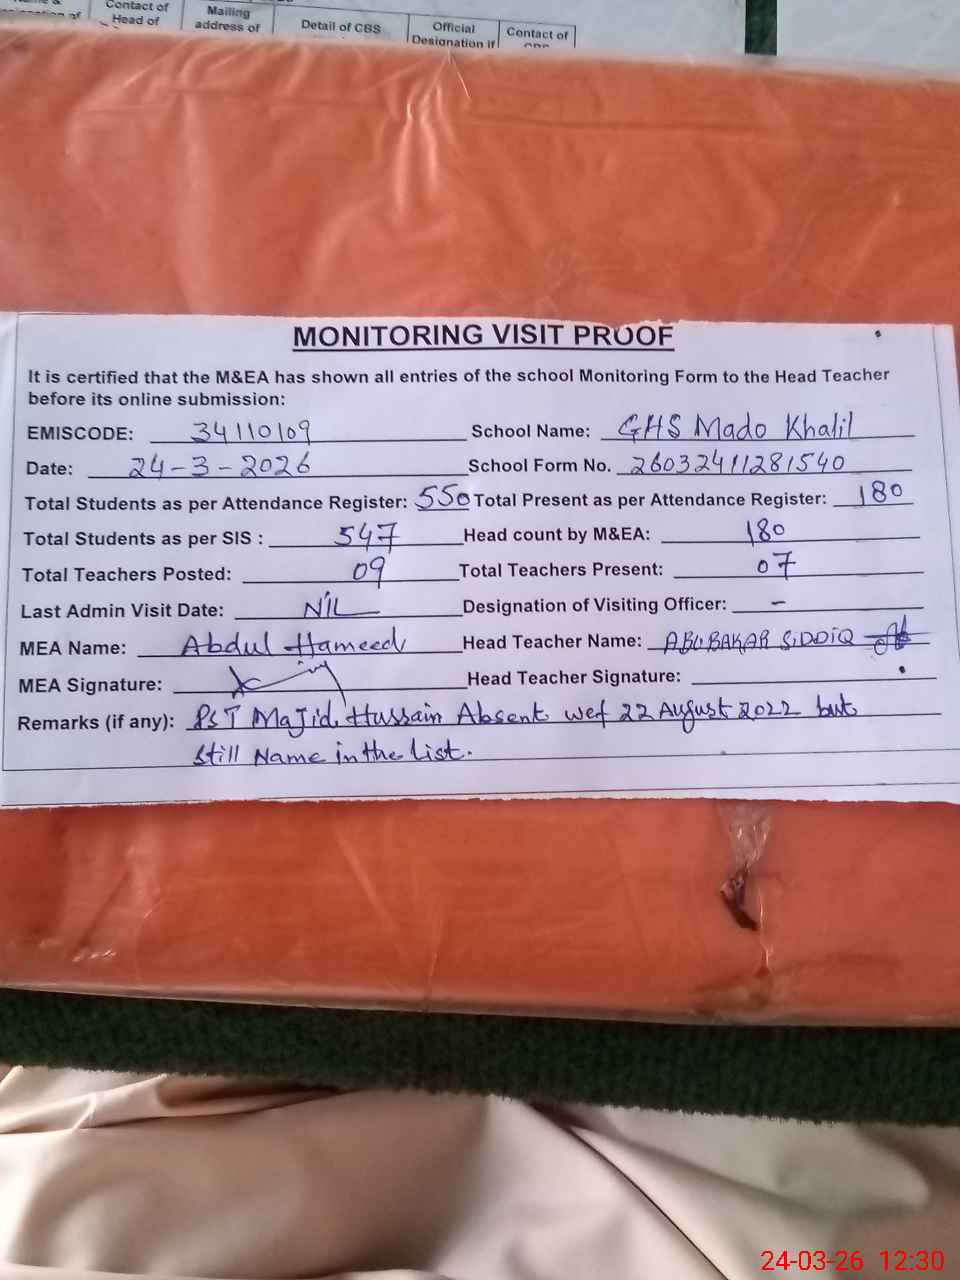 Contact of Head of
Mailing address of
Detail of CBS
Official Designation if
Contact of
MONITORING VISIT PROOF
It is certified that the M&EA has shown all entries of the school Monitoring Form to the Head Teacher
before its online submission:
EMISCODE: 34110109 School Name: GHS Mado Khalil
Date: 24-3-2026 School Form No. 26032411281540
Total Students as per Attendance Register: 550 Total Present as per Attendance Register: 180
Total Students as per SIS : 547 Head count by M&EA: 180
Total Teachers Posted: 09 Total Teachers Present: 07
Last Admin Visit Date: NIL Designation of Visiting Officer: -
MEA Name: Abdul Hameed Head Teacher Name: ABUBAKAR SIDDIQ
MEA Signature: Head Teacher Signature:
Remarks (if any): PST Majid Hussain Absent wef 22 August 2022 but
still Name in the list.
24-03-26 12:30